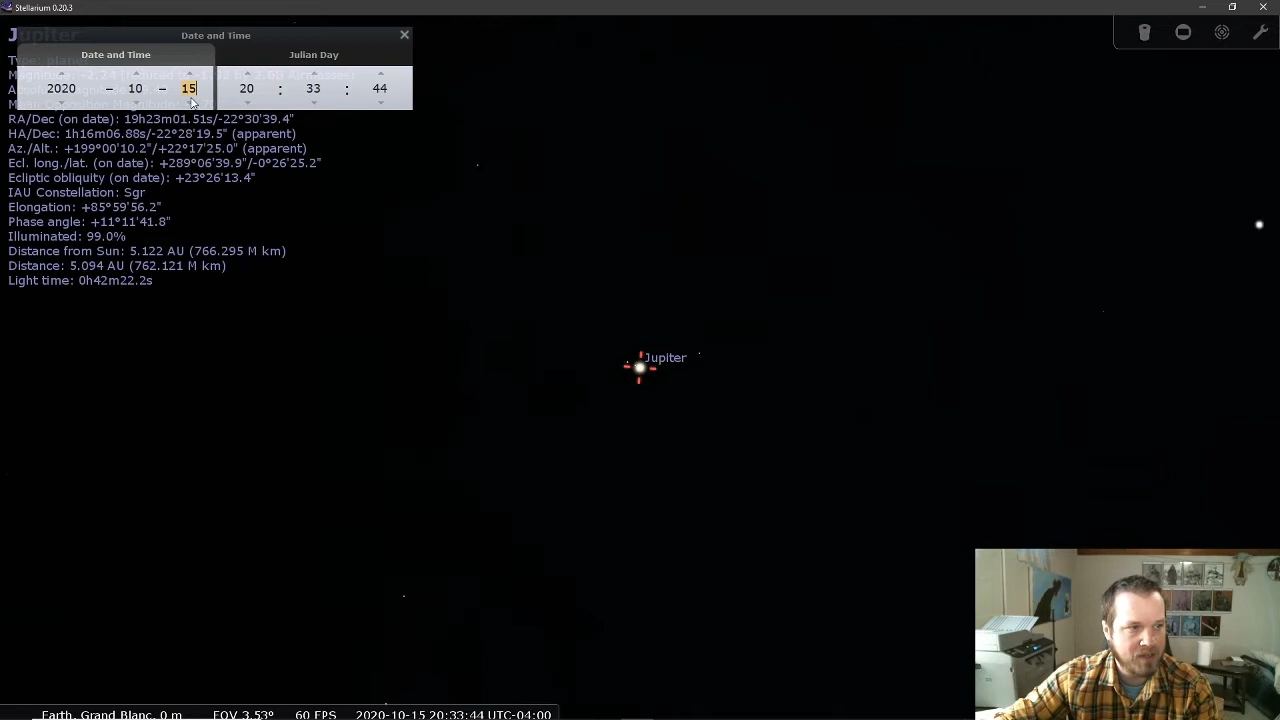 Stellarium 0.20.3
Jupiter
Date and Time
Date and Time
Julian Day
Type: planet
2020 - 10 - 15
20 : 33 : 44
RA/Dec (on date): 19h23m01.51s/-22°30'39.4"
HA/Dec: 1h16m06.88s/-22°28'19.5" (apparent)
Az./Alt.: +199°00'10.2"/+22°17'25.0" (apparent)
Ecl. long./lat. (on date): +289°06'39.9"/-0°26'25.2"
Ecliptic obliquity (on date): +23°26'13.4"
IAU Constellation: Sgr
Elongation: +85°59'56.2"
Phase angle: +11°11'41.8"
Illuminated: 99.0%
Distance from Sun: 5.122 AU (766.295 M km)
Distance: 5.094 AU (762.121 M km)
Light time: 0h42m22.2s
Jupiter
Earth, Grand Blanc, 0 m
FOV 3.53°
60 FPS
2020-10-15 20:33:44 UTC-04:00